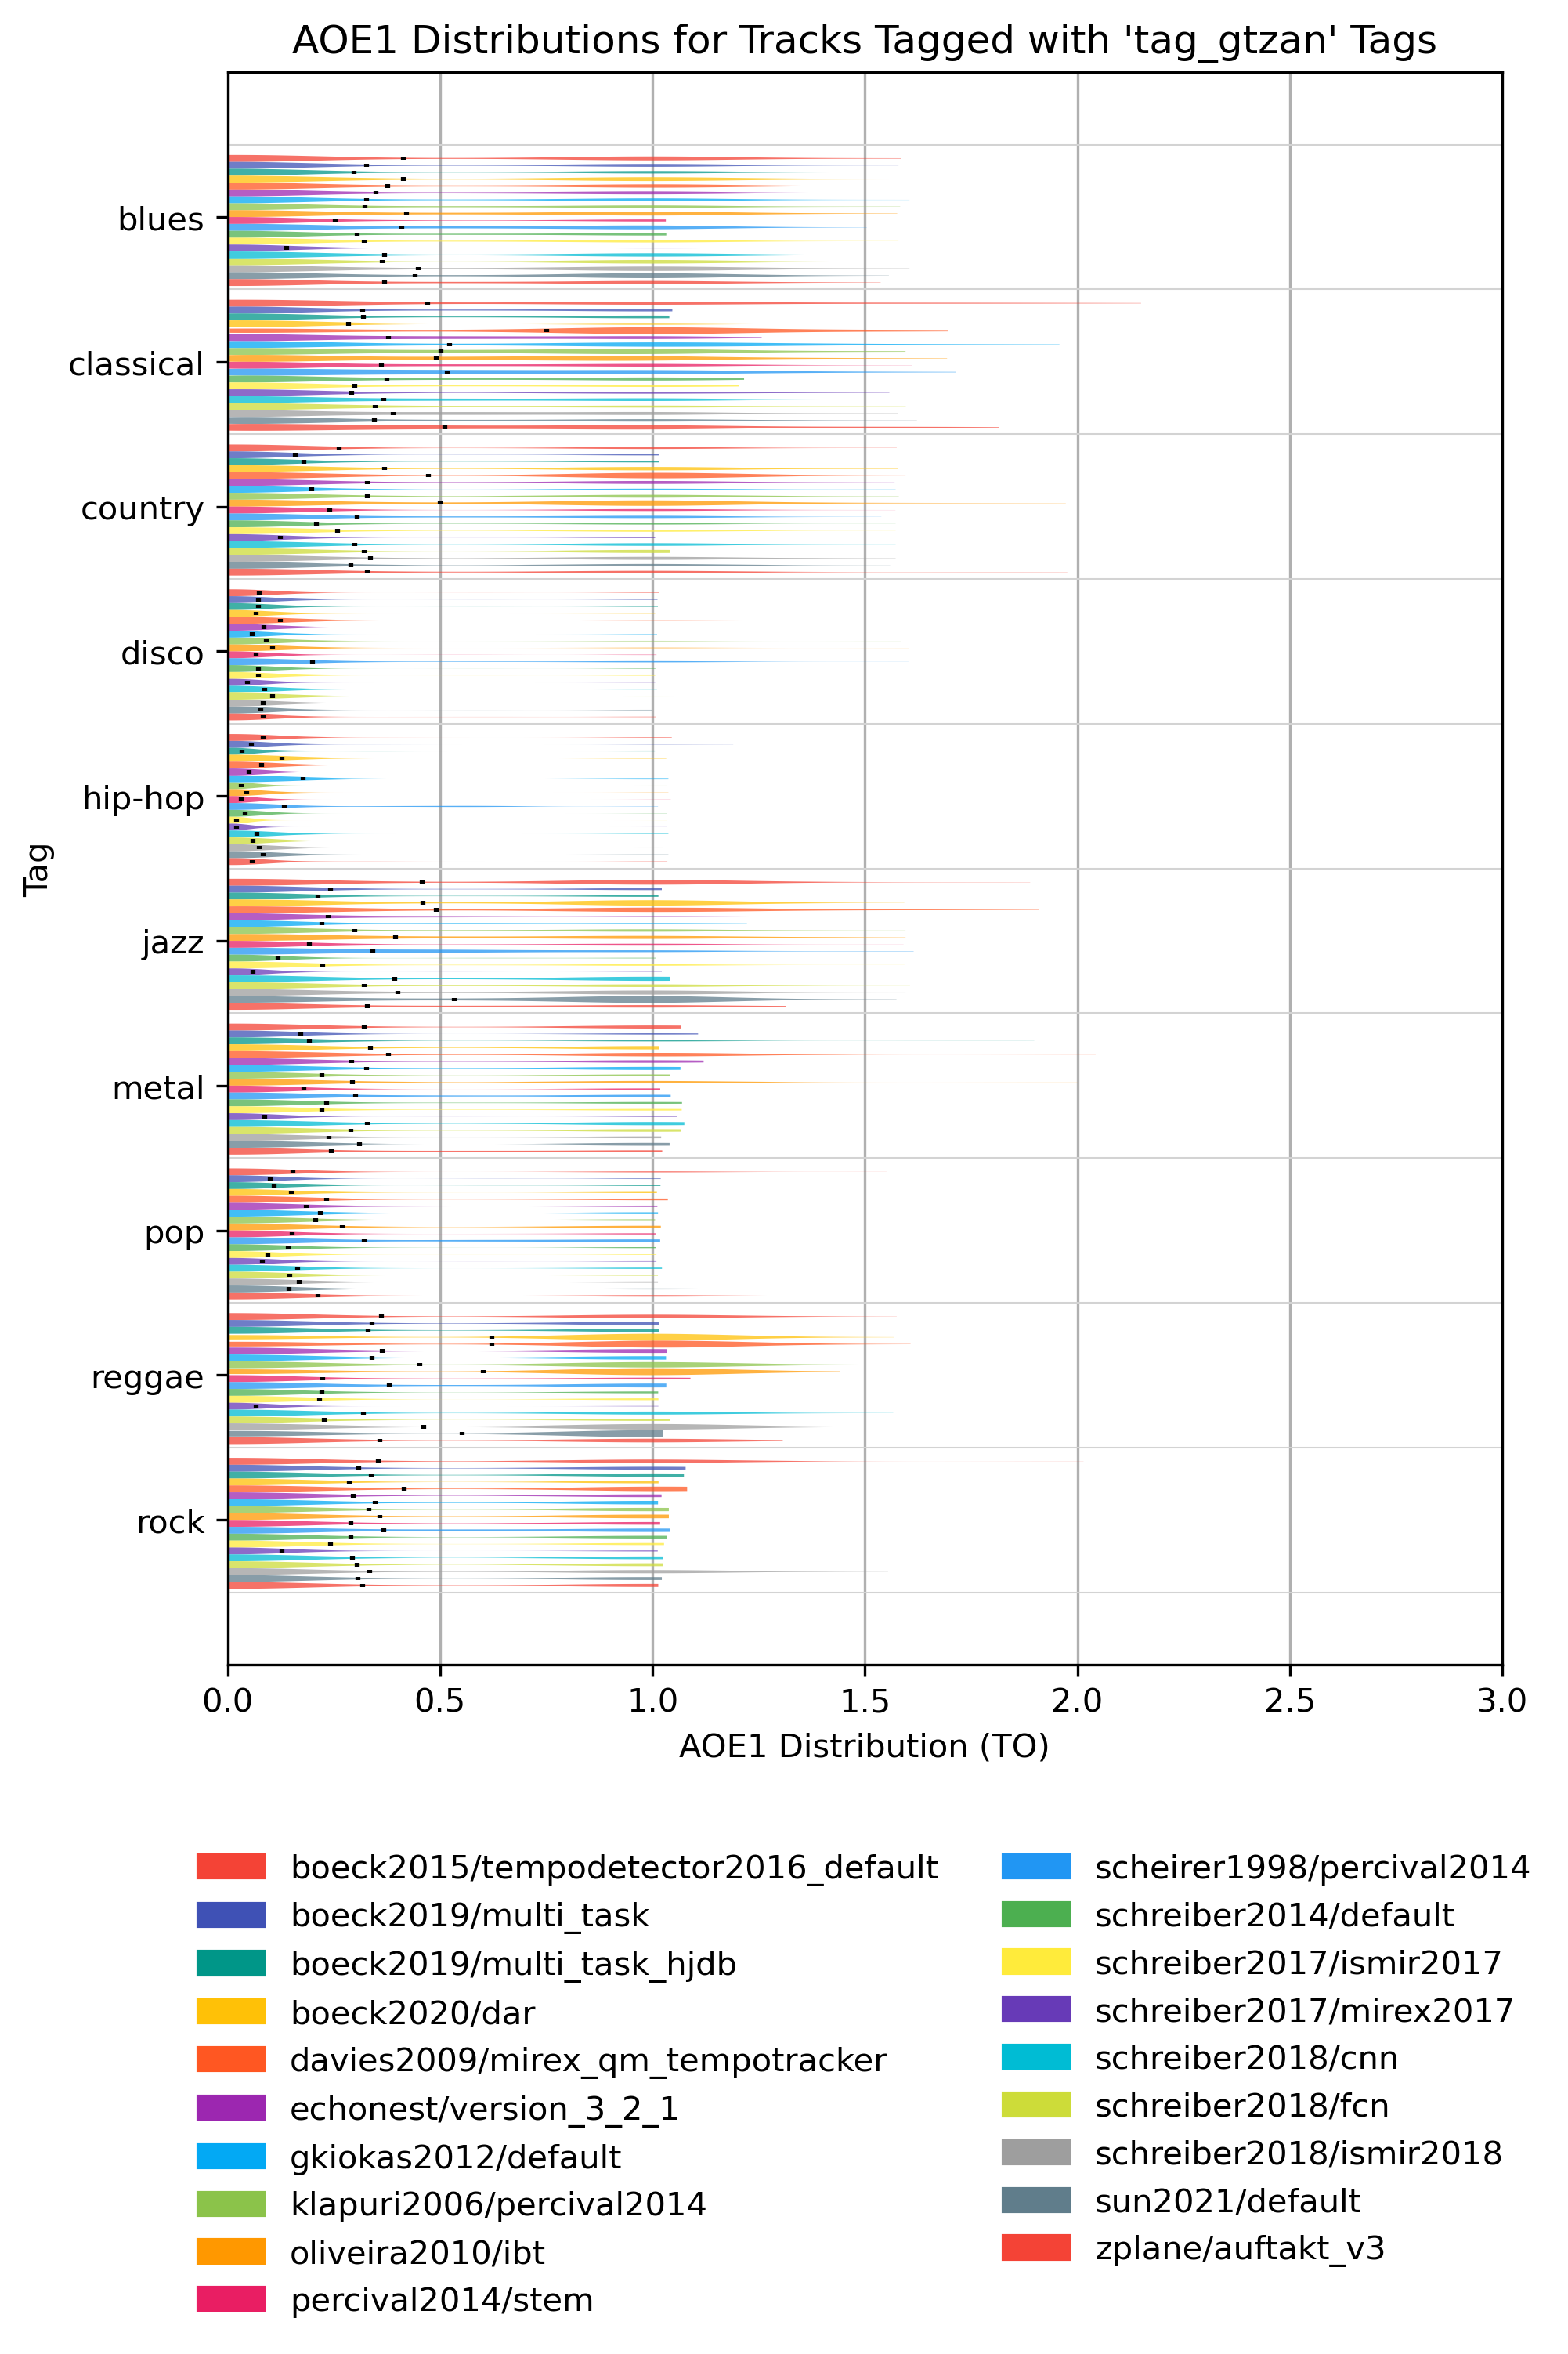 AOE1 Distributions for Tracks Tagged with 'tag_gtzan' Tags
blues
classical
country
disco
hip-hop
jazz
metal
pop
reggae
rock
Tag
0.0 0.5 1.0 1.5 2.0 2.5 3.0
AOE1 Distribution (TO)
boeck2015/tempodetector2016_default
boeck2019/multi_task
boeck2019/multi_task_hjdb
boeck2020/dar
davies2009/mirex_qm_tempotracker
echonest/version_3_2_1
gkiokas2012/default
klapuri2006/percival2014
oliveira2010/ibt
percival2014/stem
scheirer1998/percival2014
schreiber2014/default
schreiber2017/ismir2017
schreiber2017/mirex2017
schreiber2018/cnn
schreiber2018/fcn
schreiber2018/ismir2018
sun2021/default
zplane/auftakt_v3